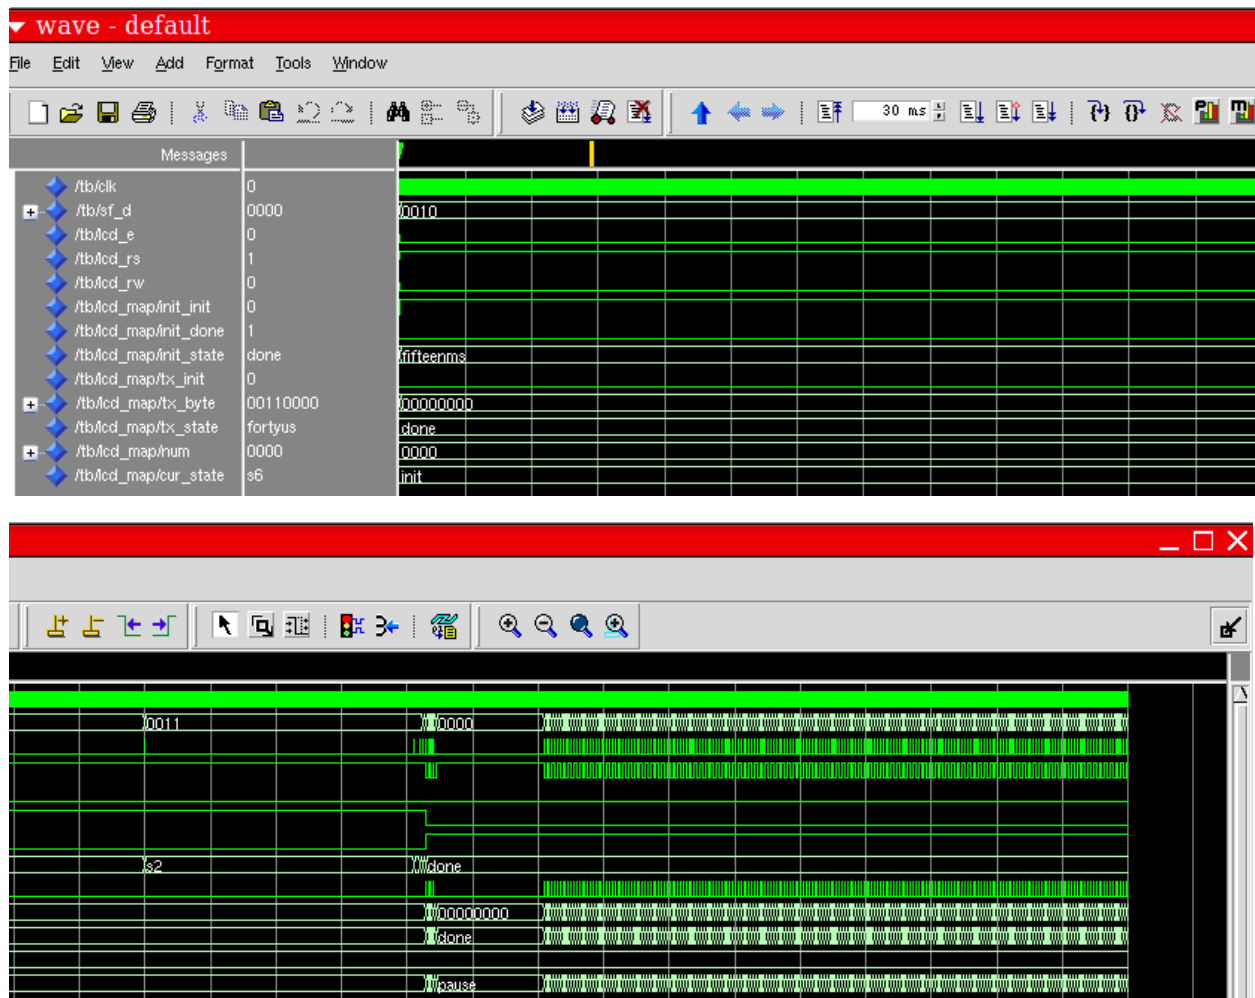 wave - default
File Edit View Add Format Tools Window
30 ms
Messages
/tb/clk 0
/tb/sf_d 0000 0010
/tb/lcd_e 0
/tb/lcd_rs 1
/tb/lcd_rw 0
/tb/lcd_map/init_init 0
/tb/lcd_map/init_done 1
/tb/lcd_map/init_state done fifteenms
/tb/lcd_map/tx_init 0
/tb/lcd_map/tx_byte 00110000 00000000
/tb/lcd_map/tx_state fortyus done
/tb/lcd_map/num 0000 0000
/tb/lcd_map/cur_state s6 init
0011 0000
s2 done
00000000
done
pause